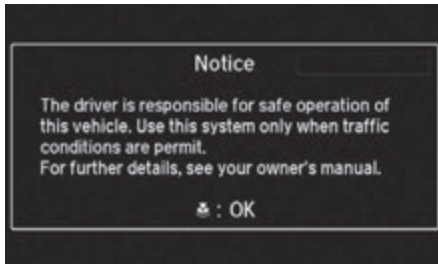 Notice
The driver is responsible for safe operation of
this vehicle. Use this system only when traffic
conditions are permit.
For further details, see your owner's manual.
: OK